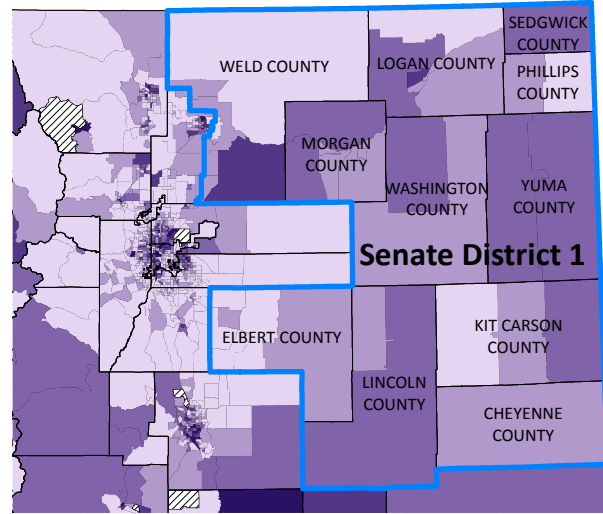 SEDGWICK
COUNTY
WELD COUNTY
LOGAN COUNTY
PHILLIPS
COUNTY
MORGAN
COUNTY
WASHINGTON
COUNTY
YUMA
COUNTY
Senate District 1
ELBERT COUNTY
KIT CARSON
COUNTY
LINCOLN
COUNTY
CHEYENNE
COUNTY